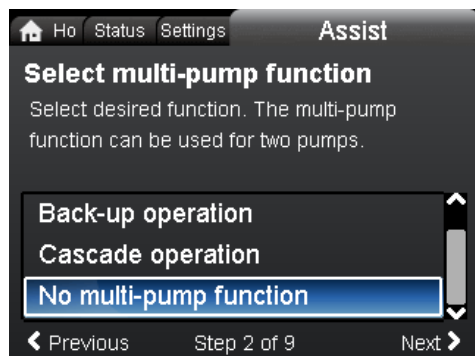 Ho Status Settings Assist
Select multi-pump function
Select desired function. The multi-pump
function can be used for two pumps.
Back-up operation
Cascade operation
No multi-pump function
Previous Step 2 of 9 Next